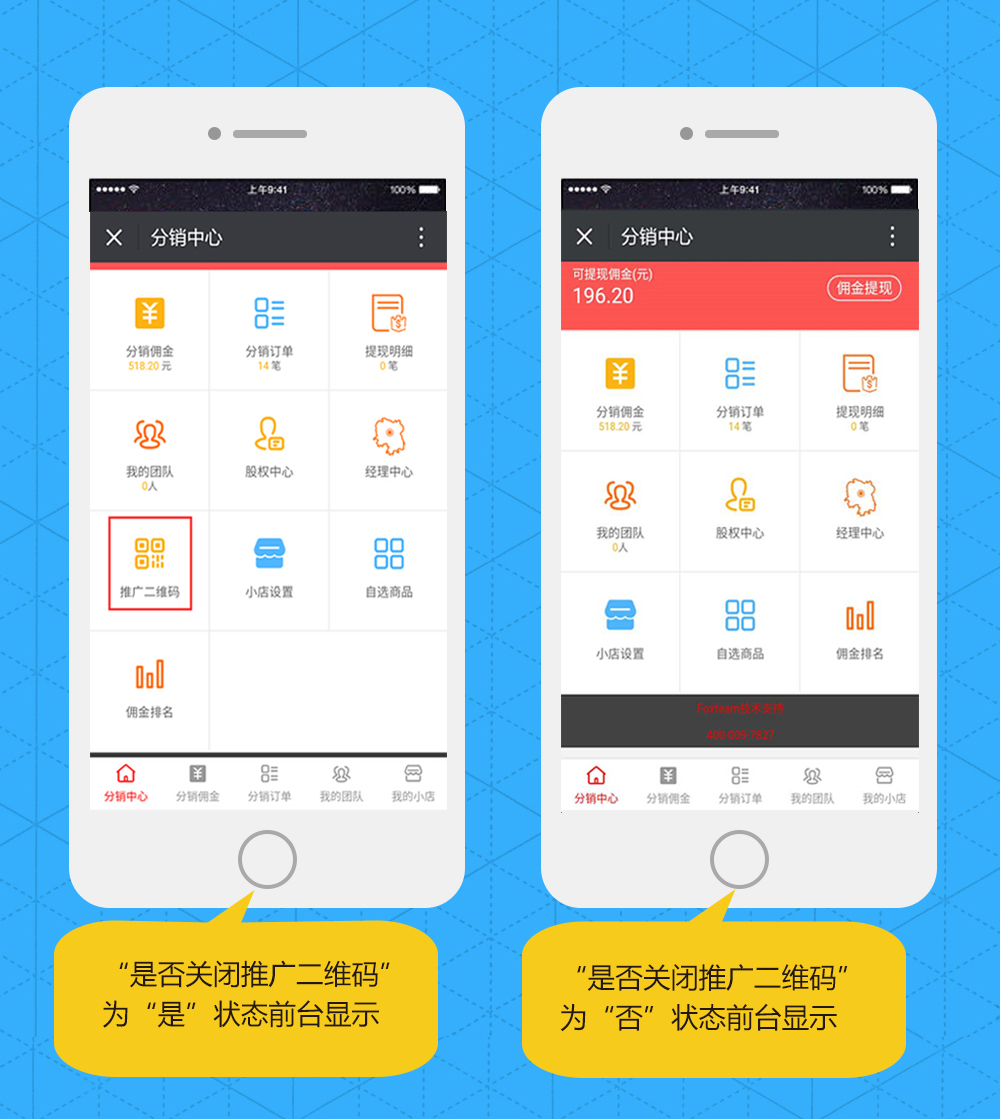 上午9:41
100%
分销中心
分销佣金
518.20 元
分销订单
14 笔
提现明细
0 笔
我的团队
0人
股权中心
经理中心
推广二维码
小店设置
自选商品
佣金排名
分销中心
分销佣金
分销订单
我的团队
我的小店
“是否关闭推广二维码”
为“是”状态前台显示
上午9:41
100%
分销中心
可提现佣金(元)
196.20
佣金提现
分销佣金
518.20 元
分销订单
14 笔
提现明细
0 笔
我的团队
0人
股权中心
经理中心
小店设置
自选商品
佣金排名
Foxteam技术支持
分销中心
分销佣金
分销订单
我的团队
我的小店
“是否关闭推广二维码”
为“否”状态前台显示